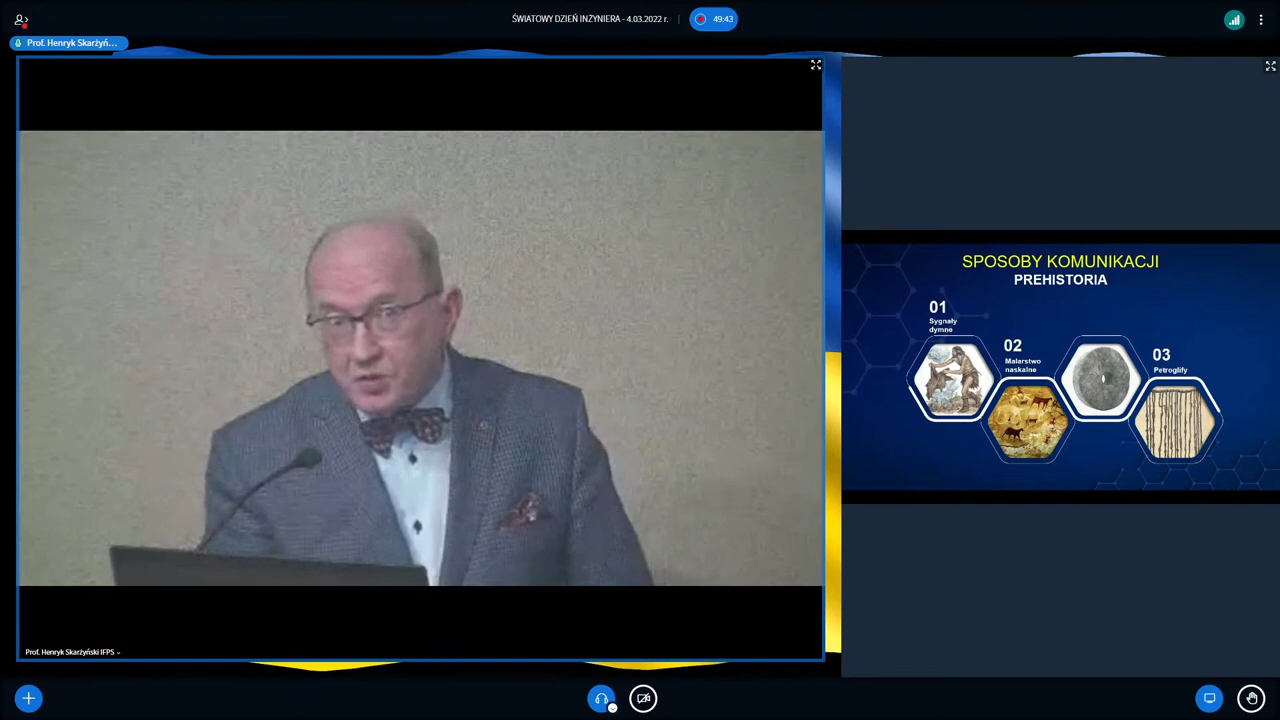 ŚWIATOWY DZIEŃ INZYNIERA - 4.03.2022 r.
49:43
Prof. Henryk Skarżyń...
SPOSOBY KOMUNIKACJI
PREHISTORIA
01
Sygnały
dymne
02
Malarstwo
naskalne
03
Petroglify
Prof. Henryk Skarżyński IFPS